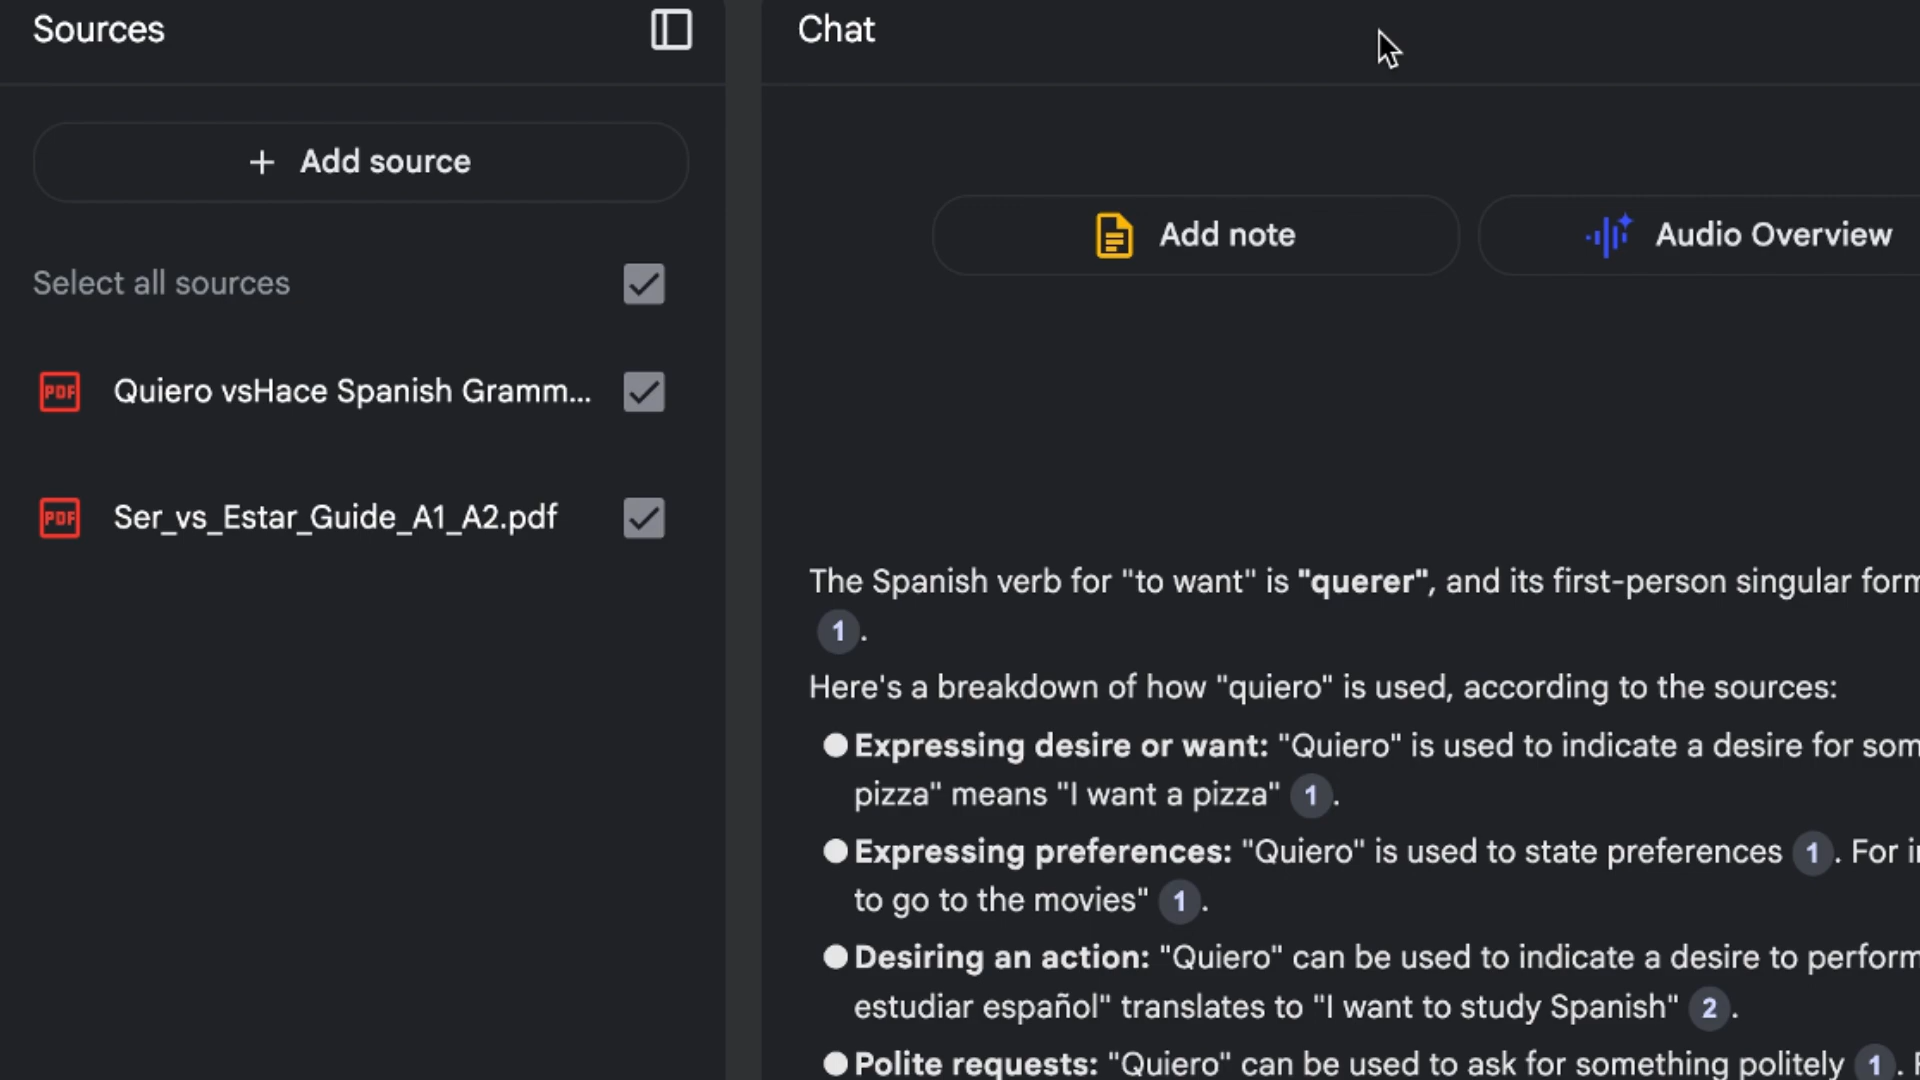 Sources
Chat
+ Add source
Add note
Audio Overview
Select all sources
PDF Quiero vsHace Spanish Gramm...
PDF Ser_vs_Estar_Guide_A1_A2.pdf
The Spanish verb for "to want" is "querer", and its first-person singular form
1.
Here's a breakdown of how "quiero" is used, according to the sources:
● Expressing desire or want: "Quiero" is used to indicate a desire for som
pizza" means "I want a pizza" 1.
● Expressing preferences: "Quiero" is used to state preferences 1. For in
to go to the movies" 1.
● Desiring an action: "Quiero" can be used to indicate a desire to perform
estudiar español" translates to "I want to study Spanish" 2.
● Polite requests: "Quiero" can be used to ask for something politely 1.